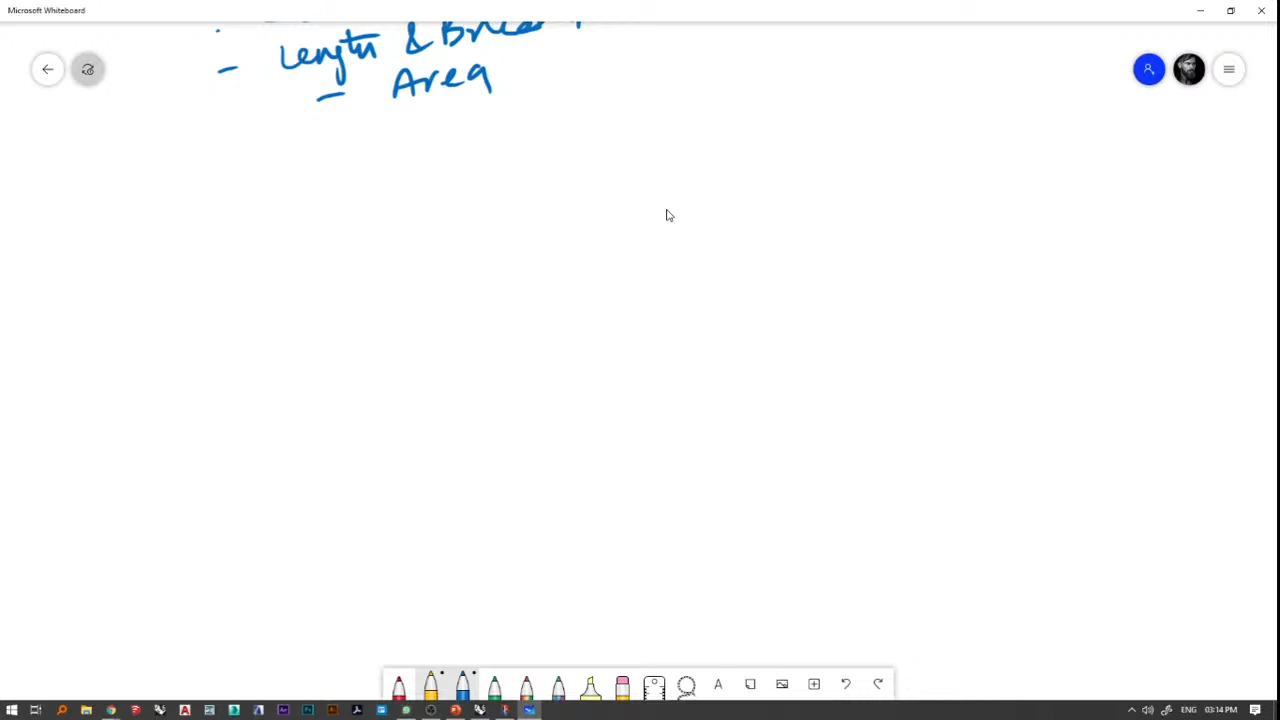 Microsoft Whiteboard
- Length &
- Area
A
ENG 03:14 PM